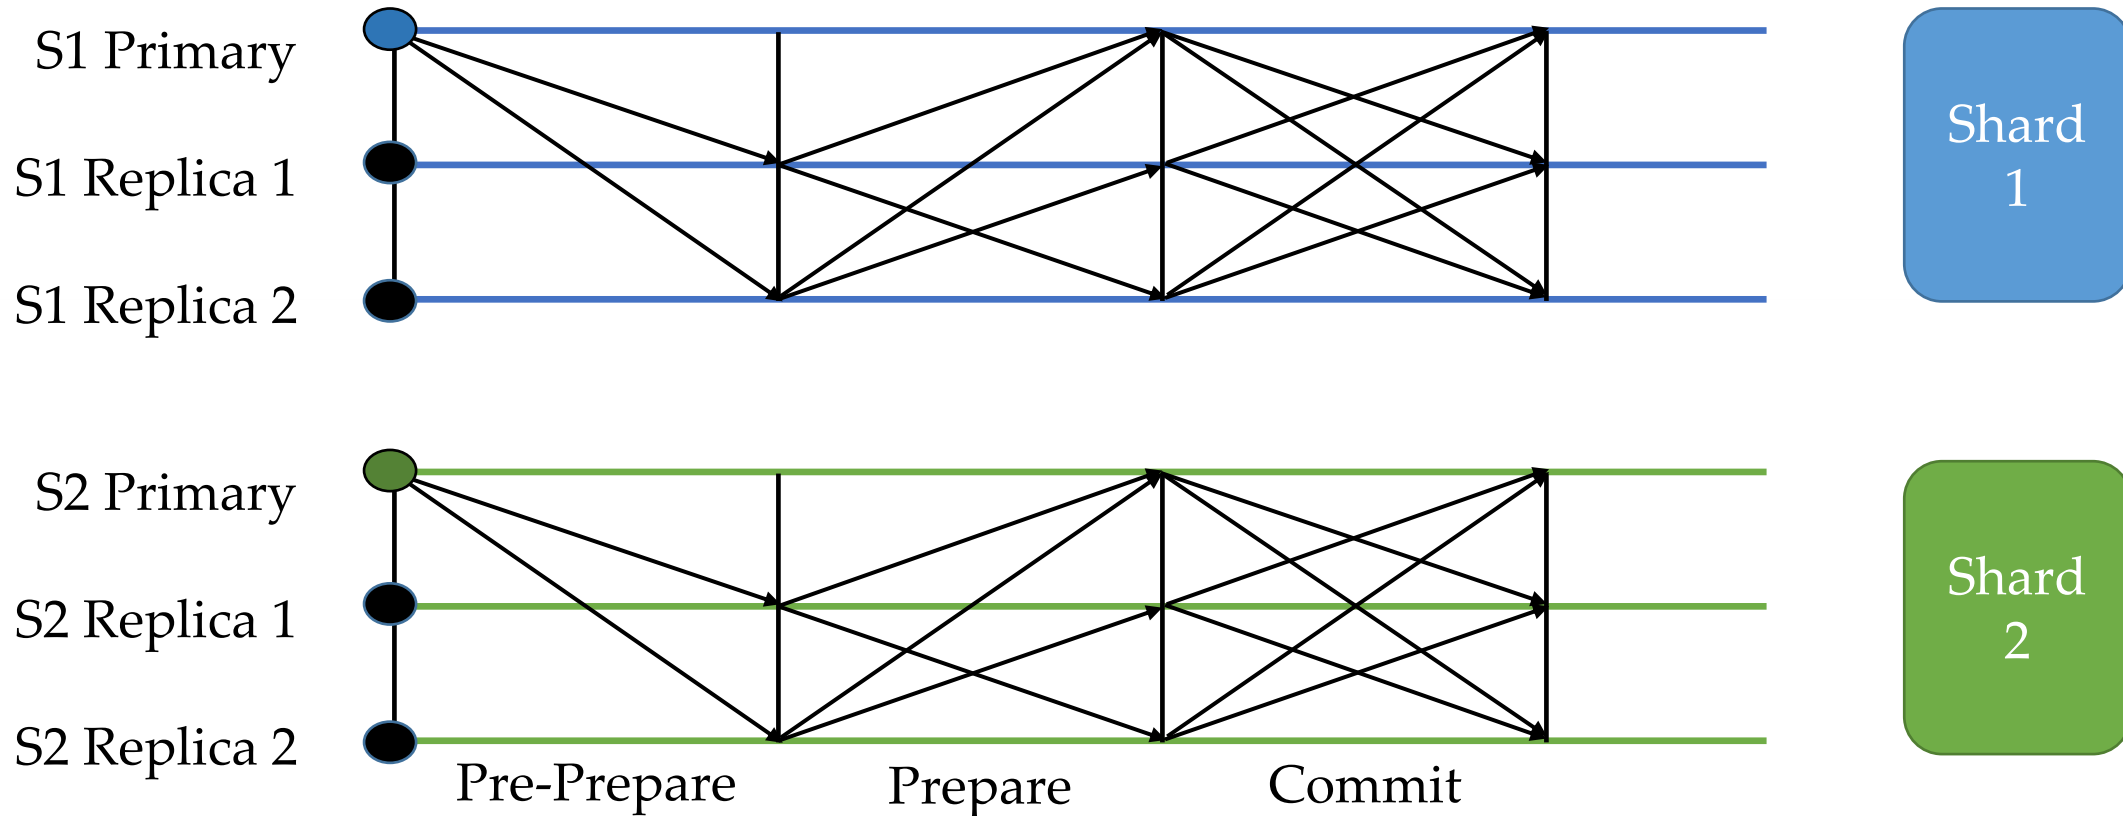 S1 Primary
S1 Replica 1
S1 Replica 2
Shard
1
S2 Primary
S2 Replica 1
S2 Replica 2
Shard
2
Pre-Prepare
Prepare
Commit